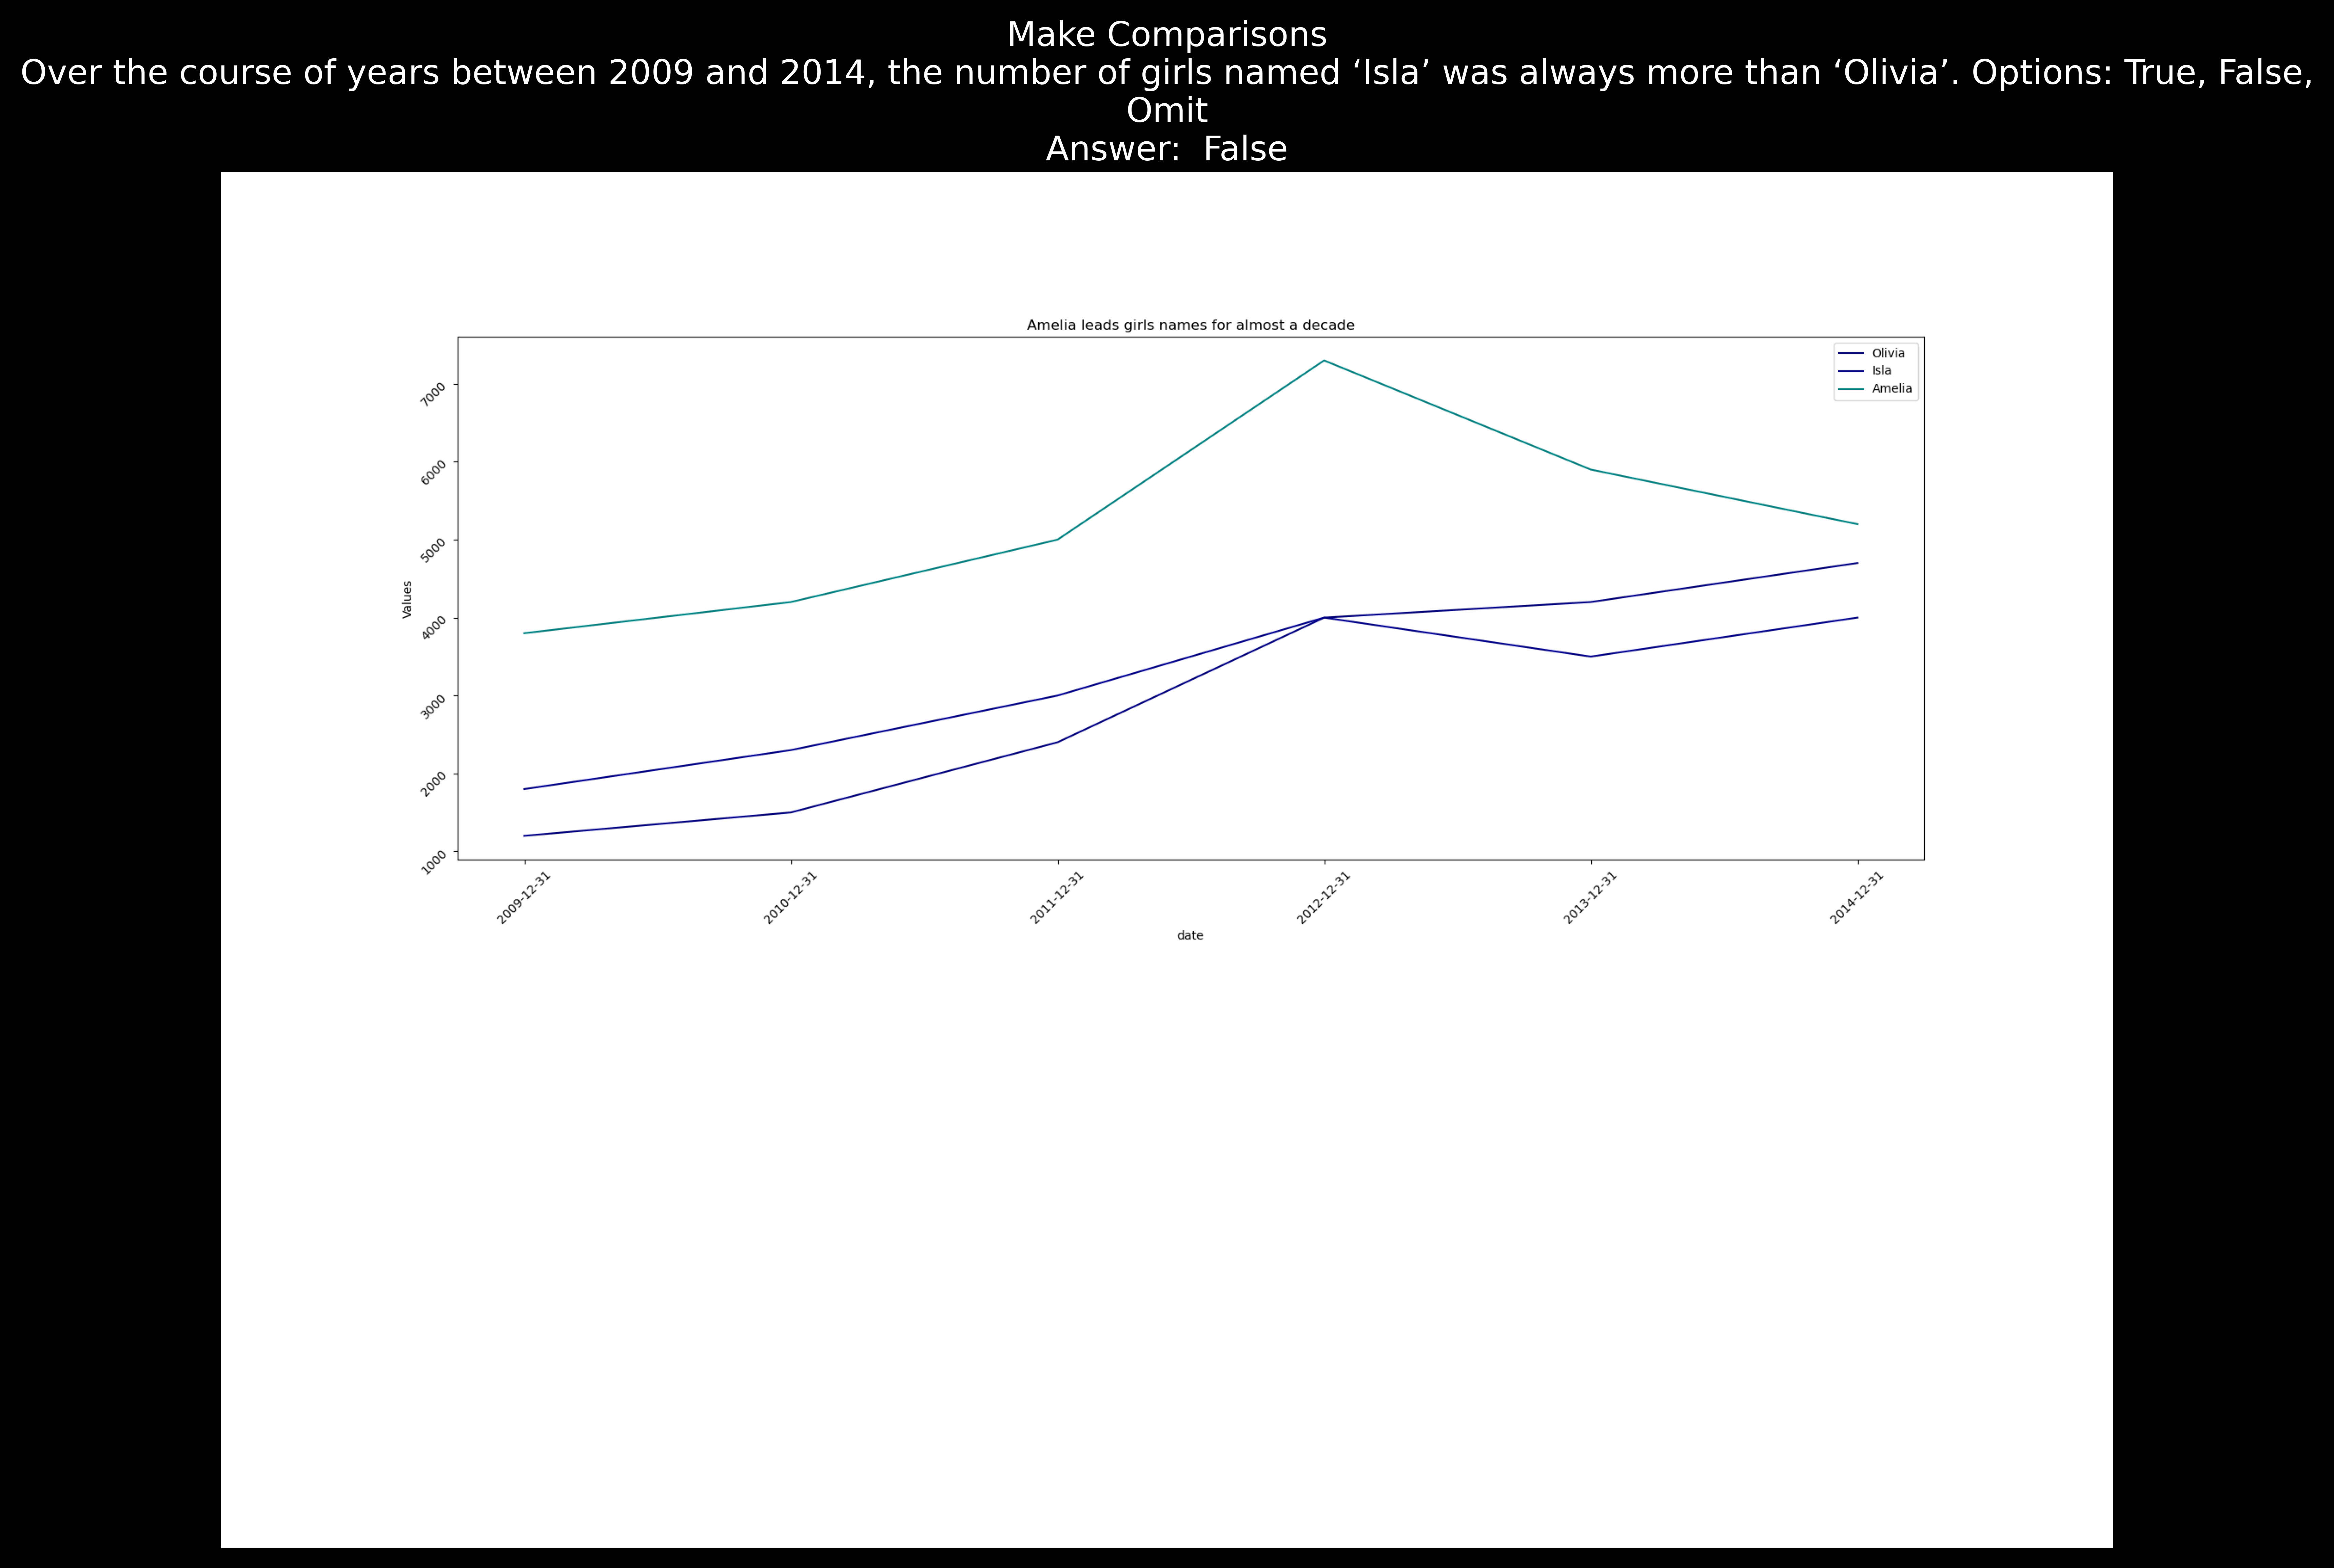 Make Comparisons
Over the course of years between 2009 and 2014, the number of girls named ‘Isla’ was always more than ‘Olivia’. Options: True, False,
Omit
Answer:  False
Amelia leads girls names for almost a decade
Olivia
Isla
Amelia
7000
6000
5000
4000
3000
2000
1000
Values
2009-12-31
2010-12-31
2011-12-31
2012-12-31
2013-12-31
2014-12-31
date